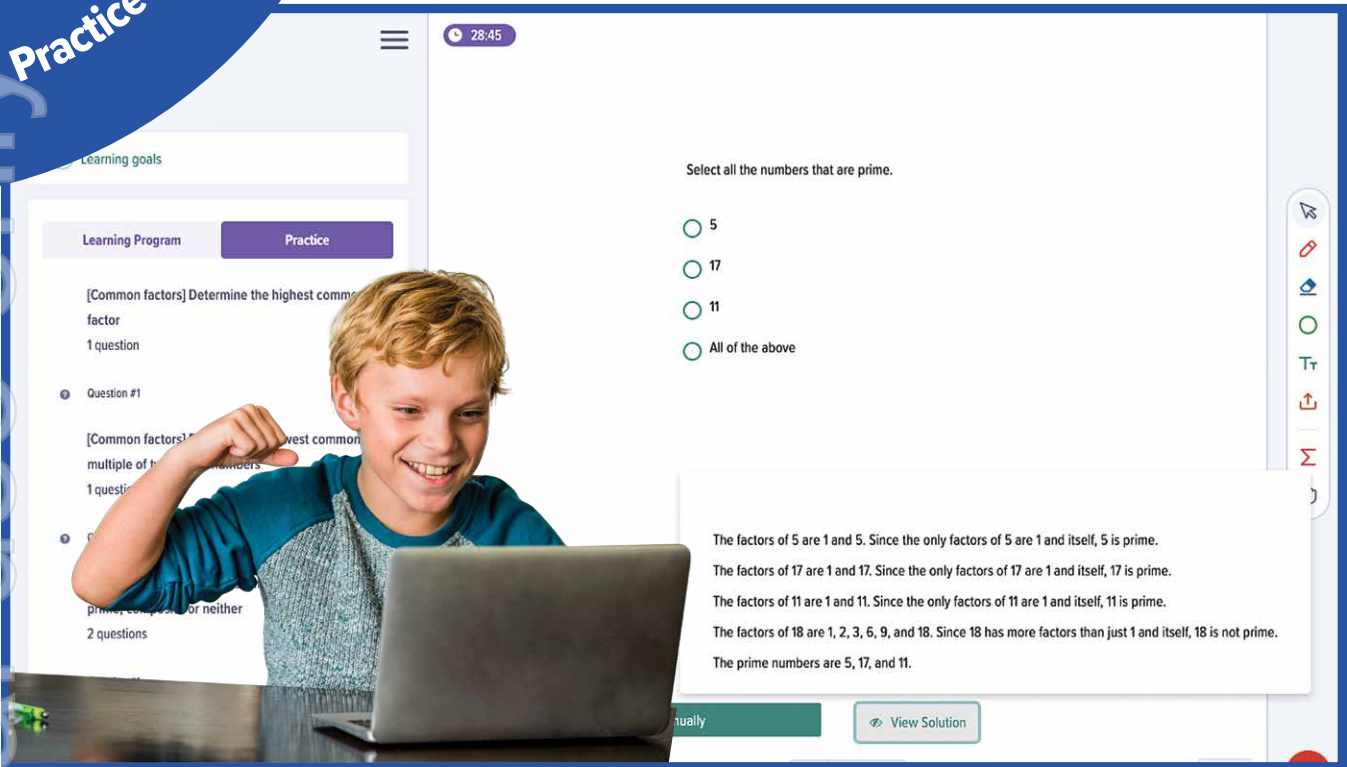 Practice
28:45
Learning goals
Learning Program
Practice
[Common factors] Determine the highest
factor
1 question
Question #1
[Common factors]
common
multiple of
1
or neither
2 questions
Select all the numbers that are prime.
5
17
11
All of the above
Tт
Σ
The factors of 5 are 1 and 5. Since the only factors of 5 are 1 and itself, 5 is prime.
The factors of 17 are 1 and 17. Since the only factors of 17 are 1 and itself, 17 is prime.
The factors of 11 are 1 and 11. Since the only factors of 11 are 1 and itself, 11 is prime.
The factors of 18 are 1, 2, 3, 6, 9, and 18. Since 18 has more factors than just 1 and itself, 18 is not prime.
The prime numbers are 5, 17, and 11.
View Solution